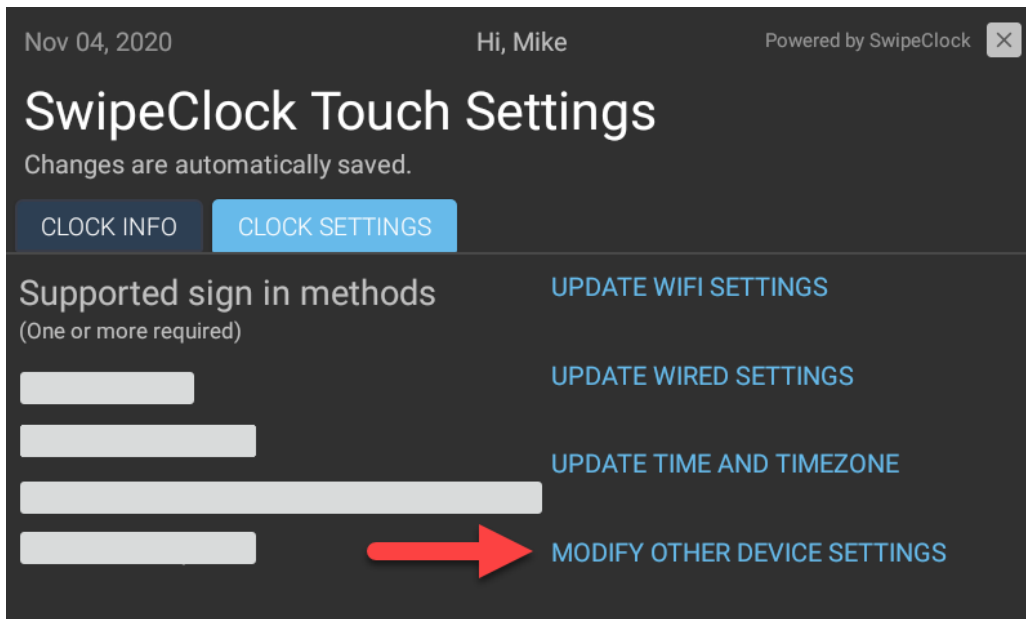 Nov 04, 2020
Hi, Mike
Powered by SwipeClock
SwipeClock Touch Settings
Changes are automatically saved.
CLOCK INFO
CLOCK SETTINGS
Supported sign in methods
(One or more required)
UPDATE WIFI SETTINGS
UPDATE WIRED SETTINGS
UPDATE TIME AND TIMEZONE
MODIFY OTHER DEVICE SETTINGS